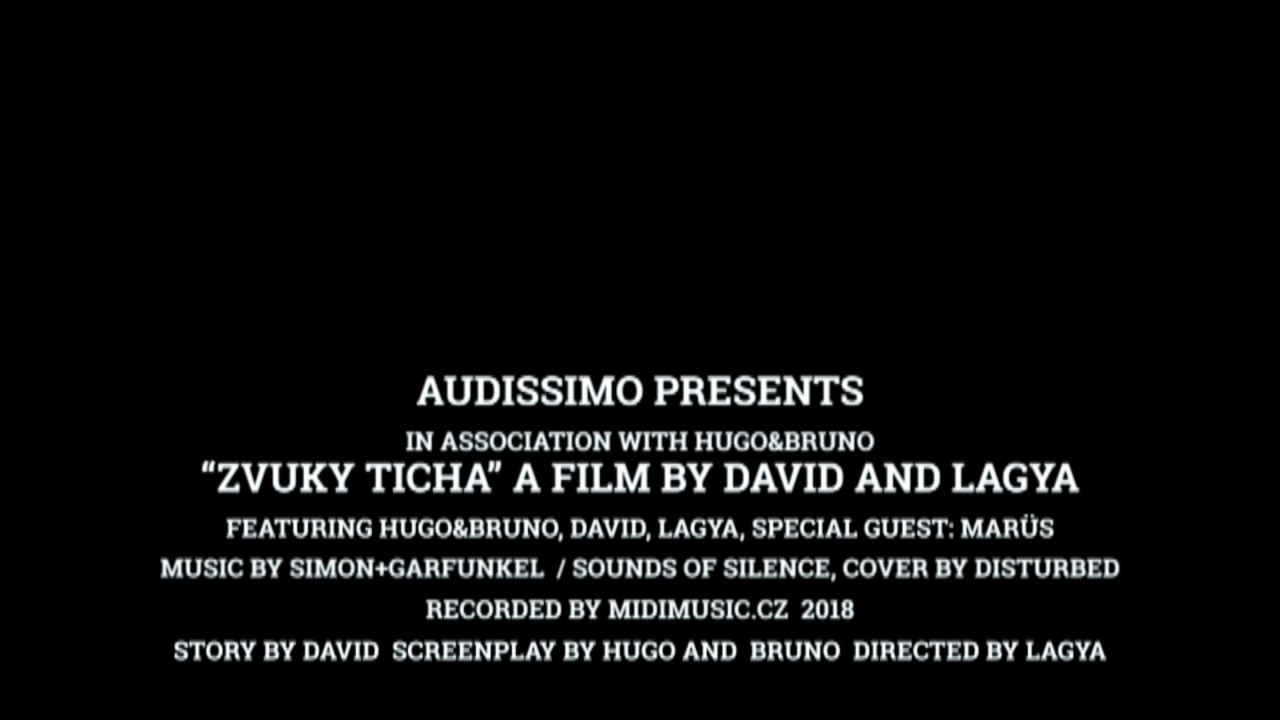 AUDISSIMO PRESENTS
IN ASSOCIATION WITH HUGO&BRUNO
“ZVUKY TICHA” A FILM BY DAVID AND LAGYA
FEATURING HUGO&BRUNO, DAVID, LAGYA, SPECIAL GUEST: MARÜS
MUSIC BY SIMON+GARFUNKEL / SOUNDS OF SILENCE, COVER BY DISTURBED
RECORDED BY MIDIMUSIC.CZ 2018
STORY BY DAVID SCREENPLAY BY HUGO AND BRUNO DIRECTED BY LAGYA